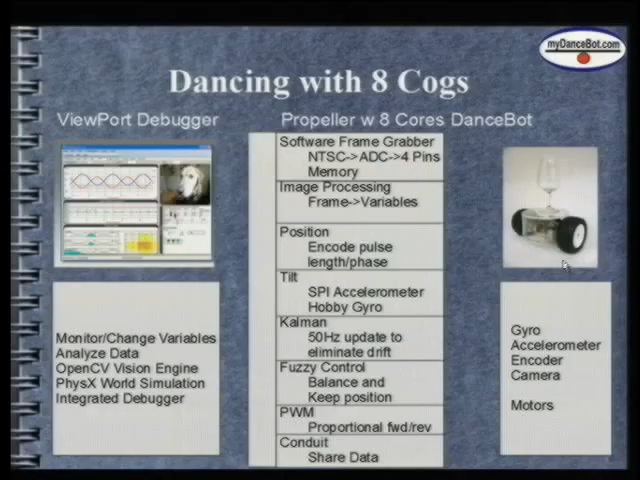 myDanceBot.com
Dancing with 8 Cogs
ViewPort Debugger
Propeller w 8 Cores DanceBot
Software Frame Grabber
NTSC->ADC->4 Pins
Memory
Image Processing
Frame->Variables
Position
Encode pulse
length/phase
Tilt
SPI Accelerometer
Hobby Gyro
Kalman
50Hz update to
eliminate drift
Fuzzy Control
Balance and
Keep position
PWM
Proportional fwd/rev
Conduit
Share Data
Monitor/Change Variables
Analyze Data
OpenCV Vision Engine
PhysX World Simulation
Integrated Debugger
Gyro
Accelerometer
Encoder
Camera
Motors